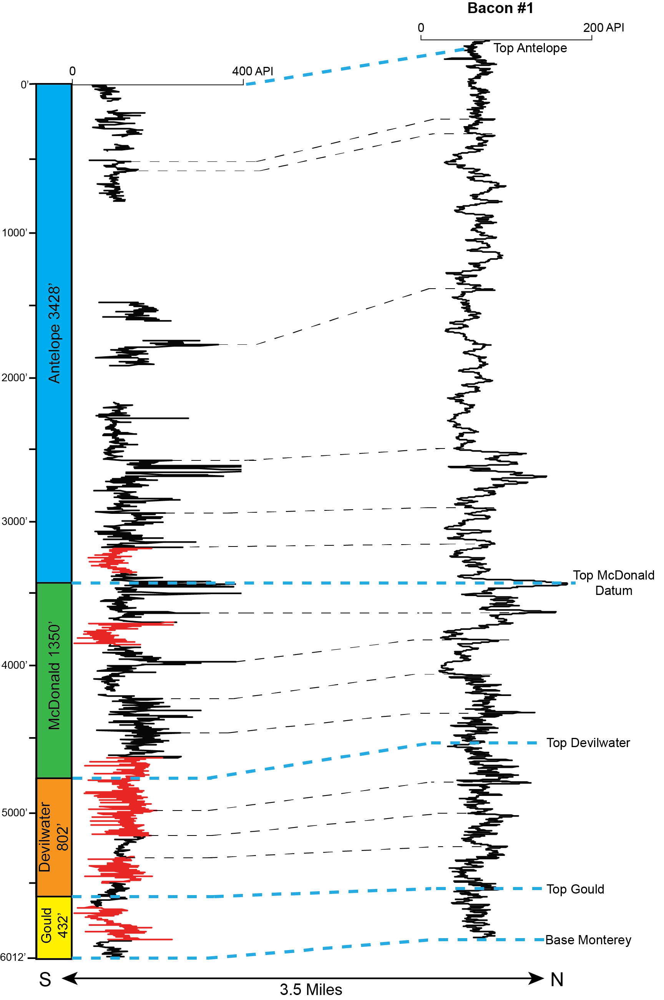 Bacon #1
0
200 API
Top Antelope
0
400 API
0’
1000’
Antelope 3428’
2000’
3000’
Top McDonald
Datum
McDonald 1350’
4000’
Top Devilwater
Devilwater
802’
5000’
Top Gould
Gould
432’
Base Monterey
6012’
S
N
3.5 Miles